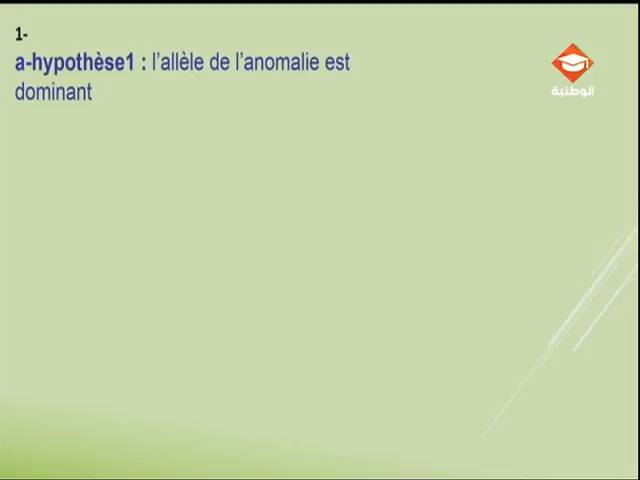 1-
a-hypothèse1 : l'allèle de l'anomalie est
dominant
الوطنية